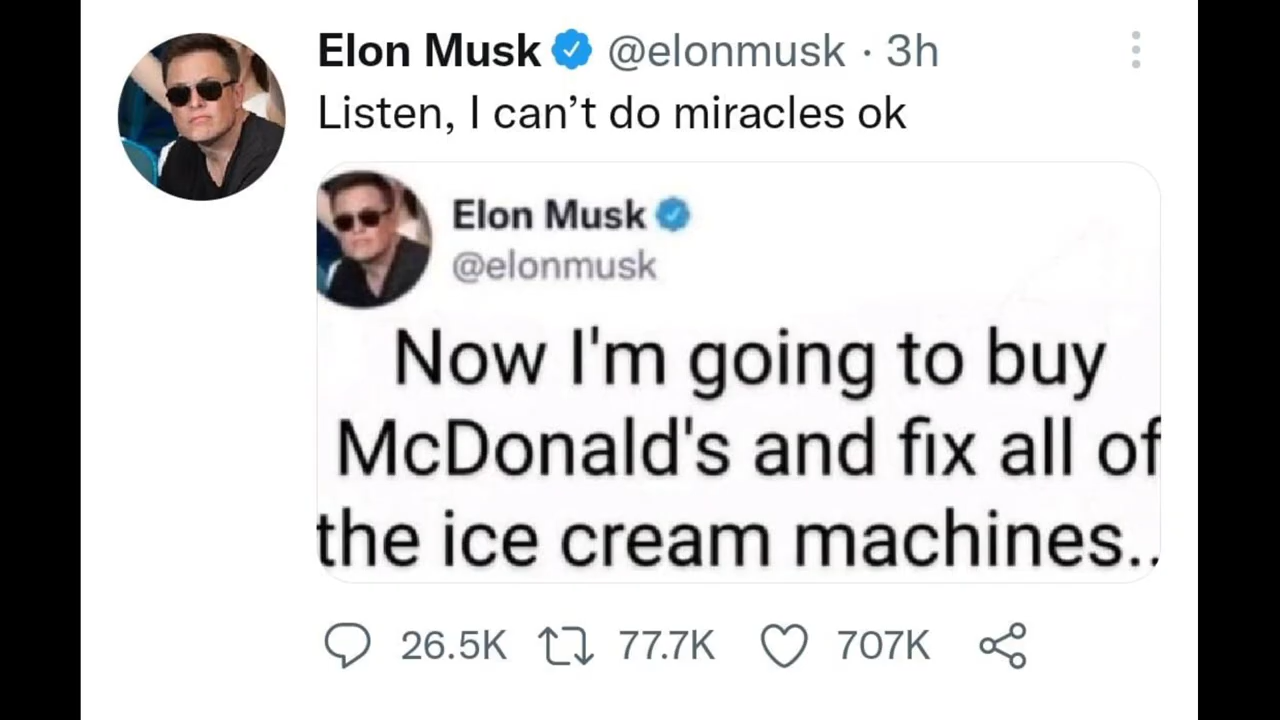 Elon Musk @elonmusk · 3h
Listen, I can’t do miracles ok
Elon Musk
@elonmusk
Now I'm going to buy
McDonald's and fix all of
the ice cream machines..
26.5K 77.7K 707K